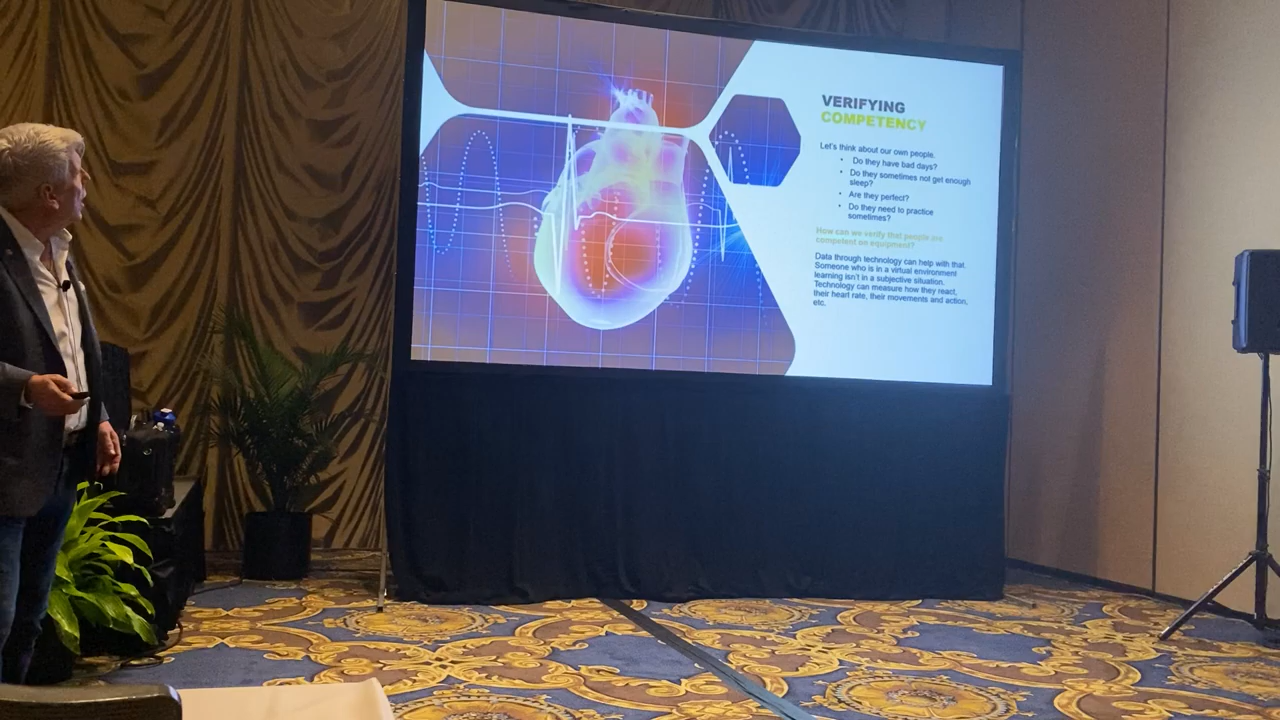 VERIFYING
COMPETENCY
Let's think about our own people.
• Do they have bad days?
• Do they sometimes not get enough
sleep?
• Are they perfect?
• Do they need to practice
sometimes?
How can we verify that people are
competent on equipment?
Data through technology can help with that.
Someone who is in a virtual environment
learning isn't in a subjective situation.
Technology can measure how they react,
their heart rate, their movements and action,
etc.